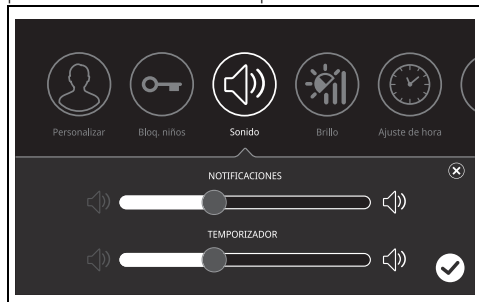 Personalizar Bloq. niños Sonido Brillo Ajuste de hora
NOTIFICACIONES
TEMPORIZADOR